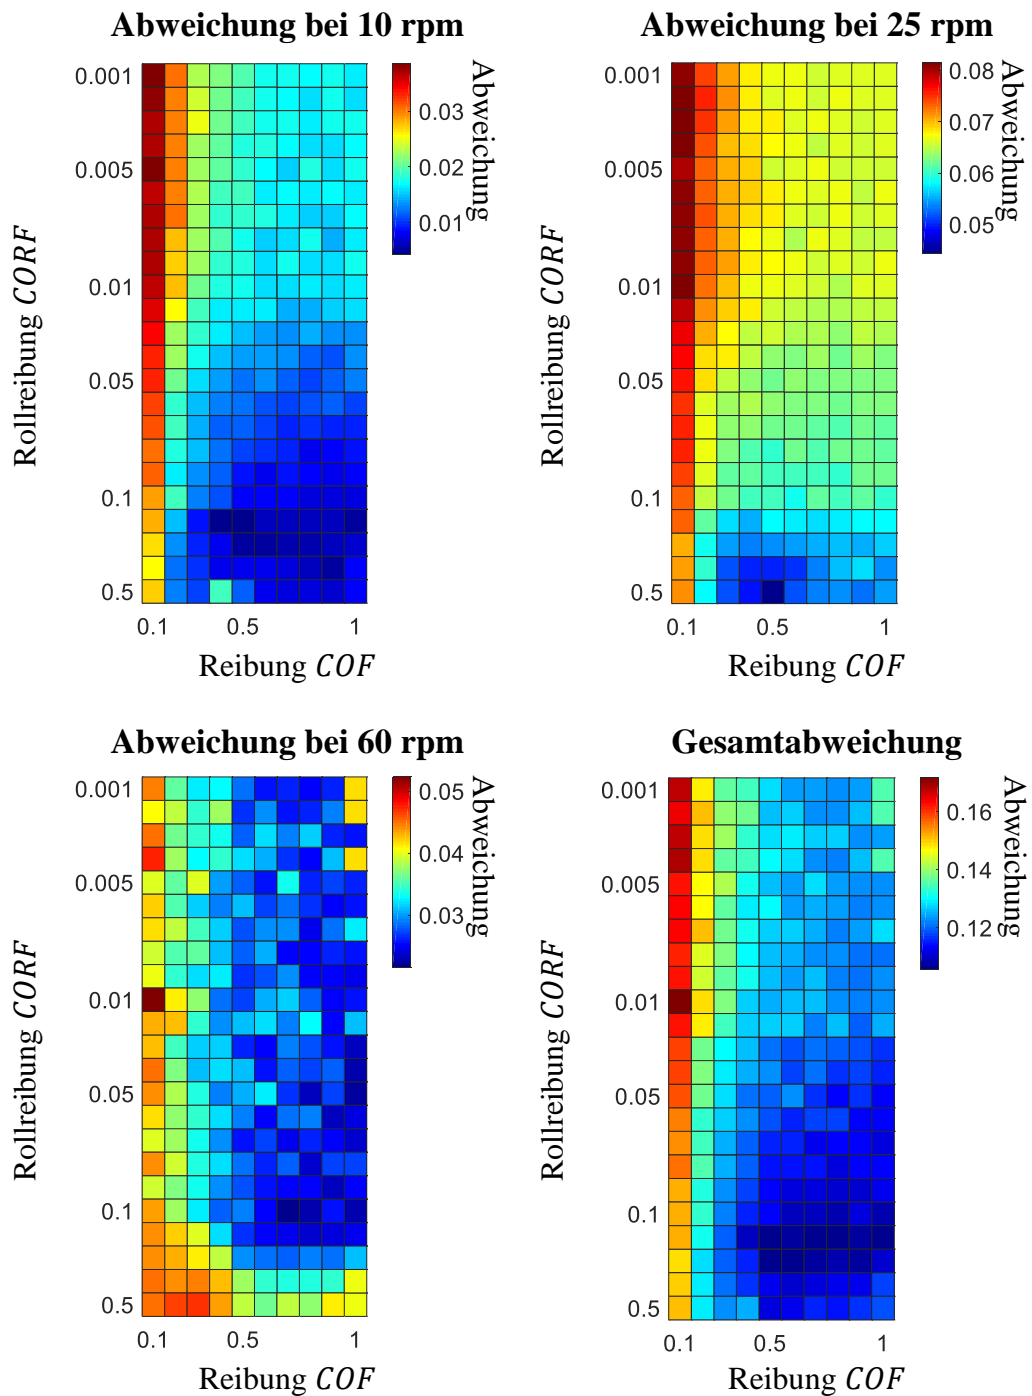 Abweichung bei 10 rpm
0.001
0.005
0.01
0.05
0.1
0.5
Rollreibung CORF
0.1 0.5 1
Reibung COF
0.03
0.02
0.01
Abweichung
Abweichung bei 25 rpm
0.001
0.005
0.01
0.05
0.1
0.5
Rollreibung CORF
0.1 0.5 1
Reibung COF
0.08
0.07
0.06
0.05
Abweichung
Abweichung bei 60 rpm
0.001
0.005
0.01
0.05
0.1
0.5
Rollreibung CORF
0.1 0.5 1
Reibung COF
0.05
0.04
0.03
Abweichung
Gesamtabweichung
0.001
0.005
0.01
0.05
0.1
0.5
Rollreibung CORF
0.1 0.5 1
Reibung COF
0.16
0.14
0.12
Abweichung